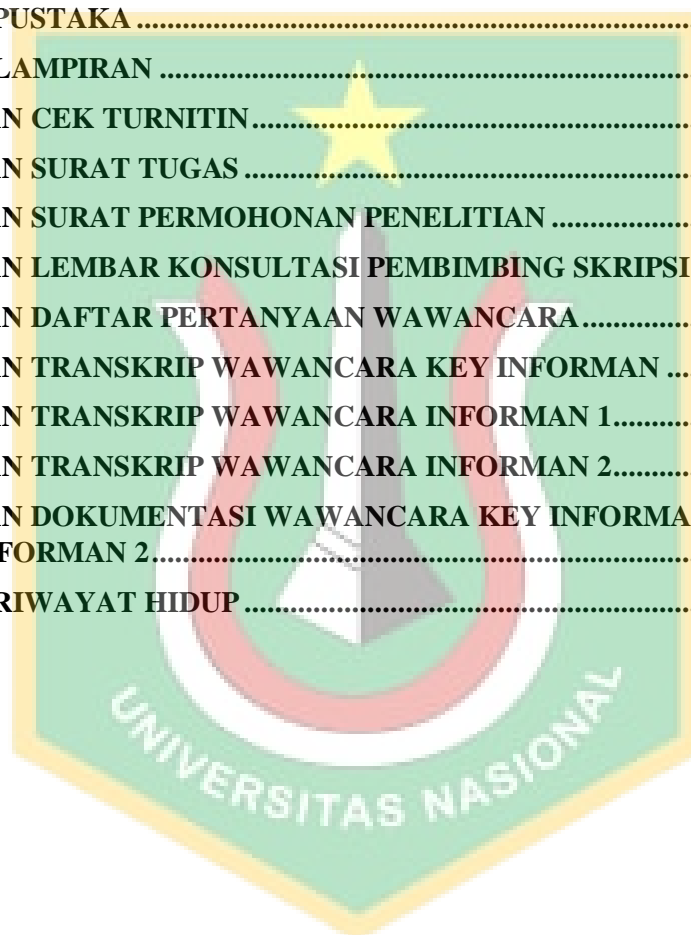 PUSTAKA ..........................................................................
LAMPIRAN .......................................................................
N CEK TURNITIN ..........................................................
N SURAT TUGAS ...........................................................
N SURAT PERMOHONAN PENELITIAN ..................
N LEMBAR KONSULTASI PEMBIMBING SKRIPSI
N DAFTAR PERTANYAAN WAWANCARA ..............
N TRANSKRIP WAWANCARA KEY INFORMAN ...
N TRANSKRIP WAWANCARA INFORMAN 1 ..........
N TRANSKRIP WAWANCARA INFORMAN 2 ..........
N DOKUMENTASI WAWANCARA KEY INFORMA
FORMAN 2 ......................................................................
RIWAYAT HIDUP ..........................................................
UNIVERSITAS NASIONAL